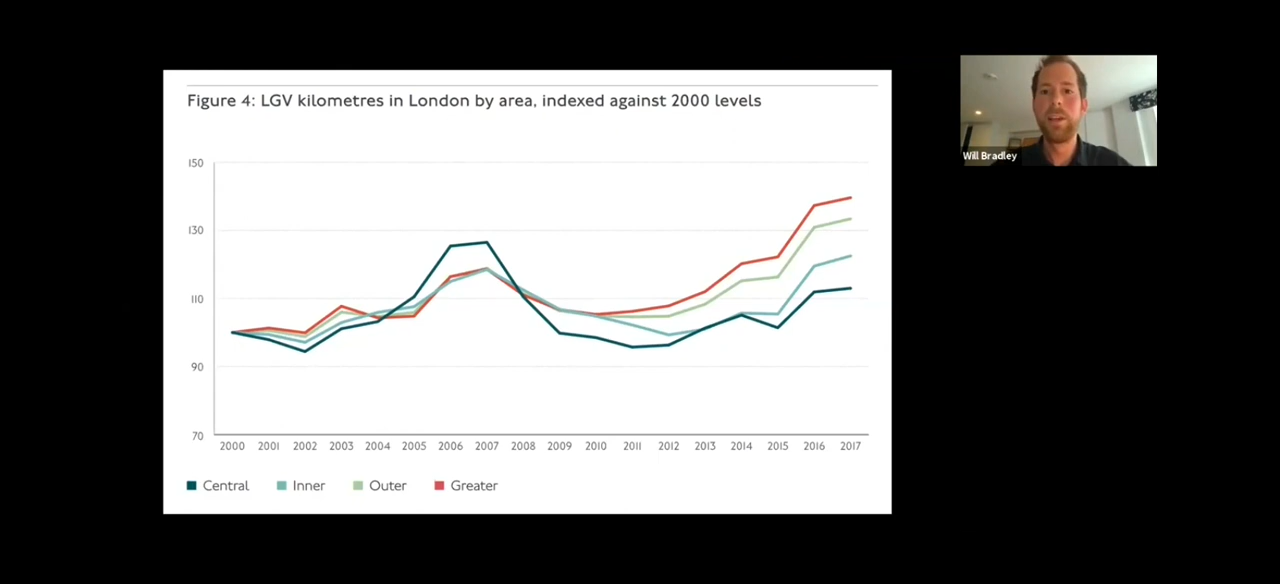 Figure 4: LGV kilometres in London by area, indexed against 2000 levels
150
130
110
90
70
2000 2001 2002 2003 2004 2005 2006 2007 2008 2009 2010 2011 2012 2013 2014 2015 2016 2017
Central Inner Outer Greater
Will Bradley